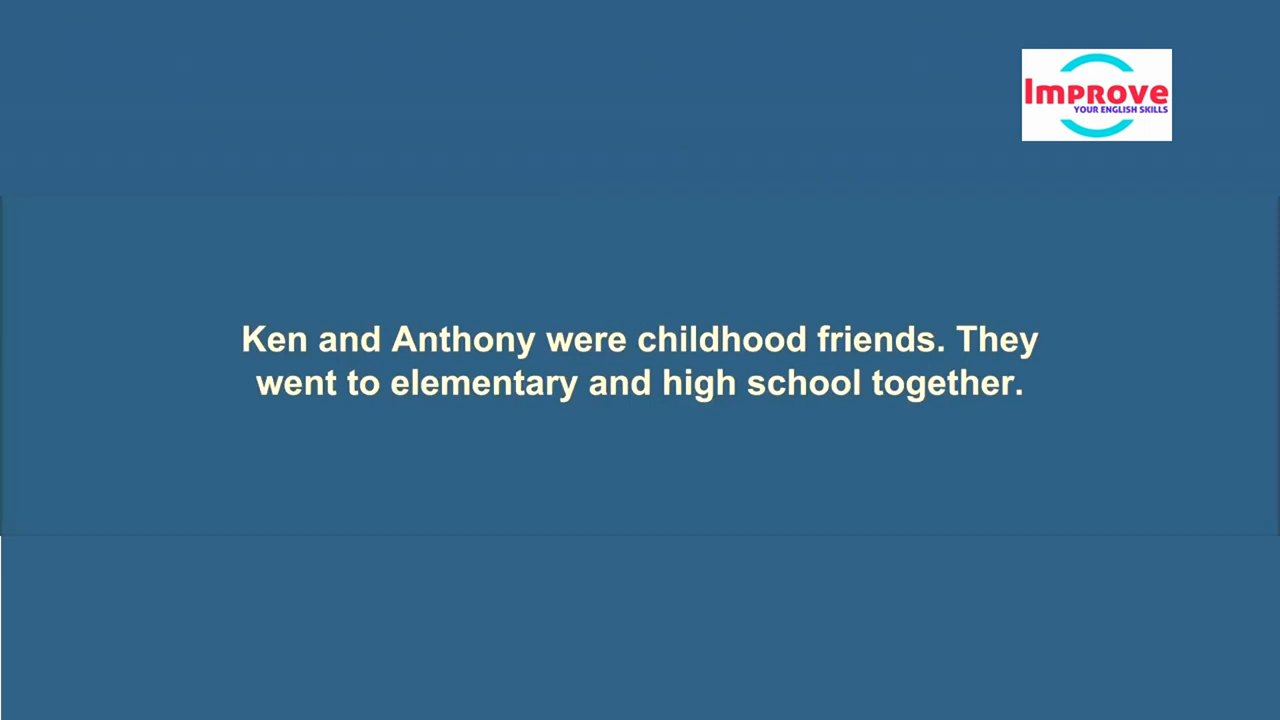 Improve
YOUR ENGLISH SKILLS
Ken and Anthony were childhood friends. They
went to elementary and high school together.